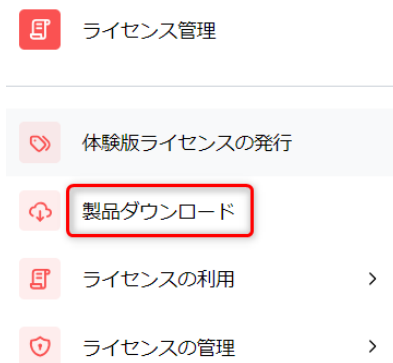 ライセンス管理
体験版ライセンスの発行
製品ダウンロード
ライセンスの利用
ライセンスの管理